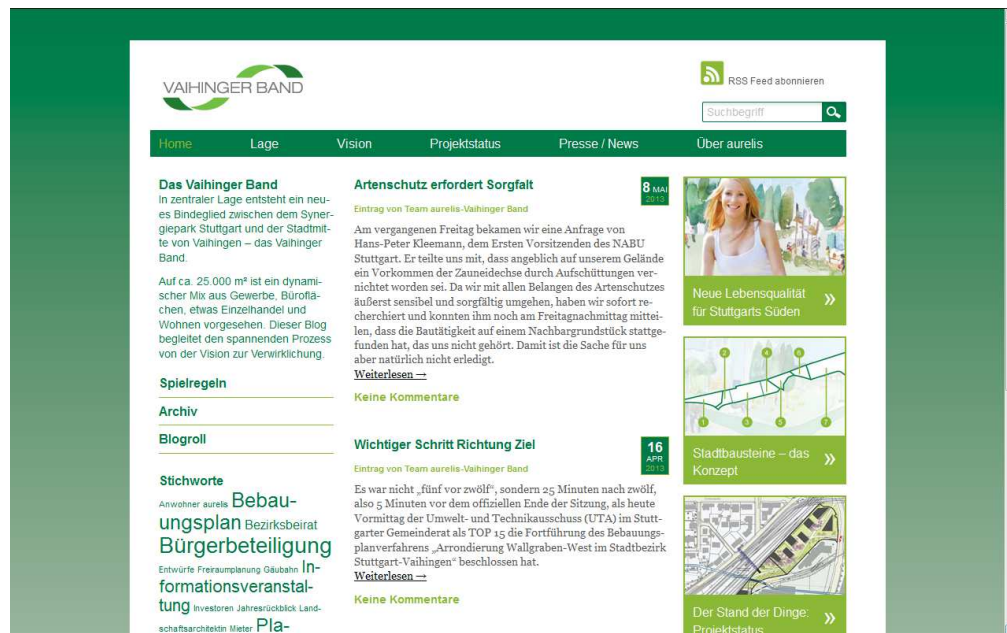 VAIHINGER BAND
RSS Feed abonnieren
Suchbegriff
Home Lage Vision Projektstatus Presse / News Über aurelis
Das Vaihinger Band
In zentraler Lage entsteht ein neu-
es Bindeglied zwischen dem Syner-
giepark Stuttgart und der Stadtmit-
te von Vaihingen – das Vaihinger
Band.
Auf ca. 25.000 m² ist ein dynami-
scher Mix aus Gewerbe, Büroflä-
chen, etwas Einzelhandel und
Wohnen vorgesehen. Dieser Blog
begleitet den spannenden Prozess
von der Vision zur Verwirklichung.
Spielregeln
Archiv
Blogroll
Stichworte
Anwohner aurelis Bebau-
ungsplan Bezirksbeirat
Bürgerbeteiligung
Entwürfe Freiraumplanung Gäubahn In-
formationsveranstal-
tung Investoren Jahresrückblick Land-
schaftsarchitektin Mieter Pla-
Artenschutz erfordert Sorgfalt
8 MAI
2013
Eintrag von Team aurelis-Vaihinger Band
Am vergangenen Freitag bekamen wir eine Anfrage von
Hans-Peter Kleemann, dem Ersten Vorsitzenden des NABU
Stuttgart. Er teilte uns mit, dass angeblich auf unserem Gelände
ein Vorkommen der Zauneidechse durch Aufschüttungen ver-
nichtet worden sei. Da wir mit allen Belangen des Artenschutzes
äußerst sensibel und sorgfältig umgehen, haben wir sofort re-
cherchiert und konnten ihm noch am Freitagnachmittag mittei-
len, dass die Bautätigkeit auf einem Nachbargrundstück stattge-
funden hat, das uns nicht gehört. Damit ist die Sache für uns
aber natürlich nicht erledigt.
Weiterlesen →
Keine Kommentare
Wichtiger Schritt Richtung Ziel
16
APR
2013
Eintrag von Team aurelis-Vaihinger Band
Es war nicht „fünf vor zwölf“, sondern 25 Minuten nach zwölf,
also 5 Minuten vor dem offiziellen Ende der Sitzung, als heute
Vormittag der Umwelt- und Technikausschuss (UTA) im Stutt-
garter Gemeinderat als TOP 15 die Fortführung des Bebauungs-
planverfahrens „Arrondierung Wallgraben-West im Stadtbezirk
Stuttgart-Vaihingen“ beschlossen hat.
Weiterlesen →
Keine Kommentare
Neue Lebensqualität
für Stuttgarts Süden »
2 4 6
1 3 5 7
Stadtbausteine – das
Konzept »
Der Stand der Dinge:
Projektstatus »